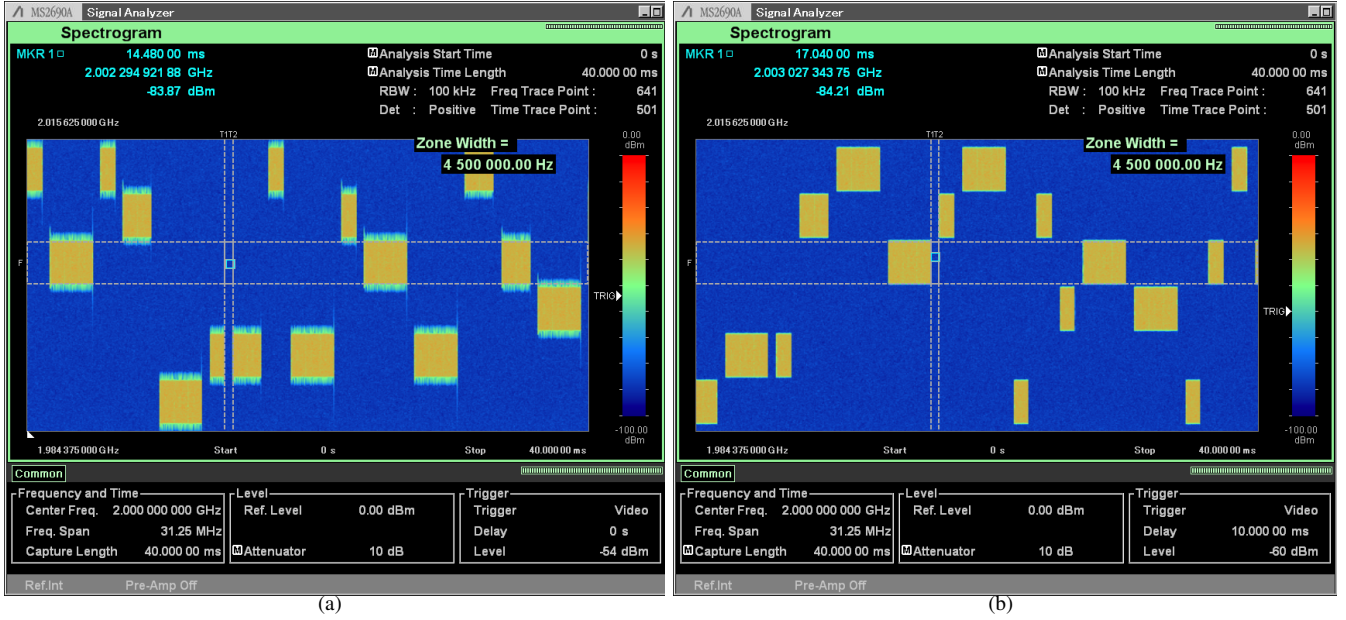 MS2690A Signal Analyzer
Spectrogram
MKR 1 14.480 00 ms
2.002 294 921 88 GHz
-83.87 dBm
M Analysis Start Time 0 s
M Analysis Time Length 40.000 00 ms
RBW : 100 kHz Freq Trace Point : 641
Det : Positive Time Trace Point : 501
2.015 625 000 GHz
T1T2
Zone Width =
4 500 000.00 Hz
0.00
dBm
F
TRIG
-100.00
dBm
1.984 375 000 GHz Start 0 s Stop 40.000 00 ms
Common
Frequency and Time
Center Freq. 2.000 000 000 GHz
Freq. Span 31.25 MHz
Capture Length 40.000 00 ms
Level
Ref. Level 0.00 dBm
M Attenuator 10 dB
Trigger
Trigger Video
Delay 0 s
Level -54 dBm
Ref.Int Pre-Amp Off
(a)
MS2690A Signal Analyzer
Spectrogram
MKR 1 17.040 00 ms
2.003 027 343 75 GHz
-84.21 dBm
M Analysis Start Time 0 s
M Analysis Time Length 40.000 00 ms
RBW : 100 kHz Freq Trace Point : 641
Det : Positive Time Trace Point : 501
2.015 625 000 GHz
T1T2
Zone Width =
4 500 000.00 Hz
0.00
dBm
F
TRIG
-100.00
dBm
1.984 375 000 GHz Start 0 s Stop 40.000 00 ms
Common
Frequency and Time
Center Freq. 2.000 000 000 GHz
Freq. Span 31.25 MHz
M Capture Length 40.000 00 ms
Level
Ref. Level 0.00 dBm
M Attenuator 10 dB
Trigger
Trigger Video
Delay 10.000 00 ms
Level -60 dBm
Ref.Int Pre-Amp Off
(b)